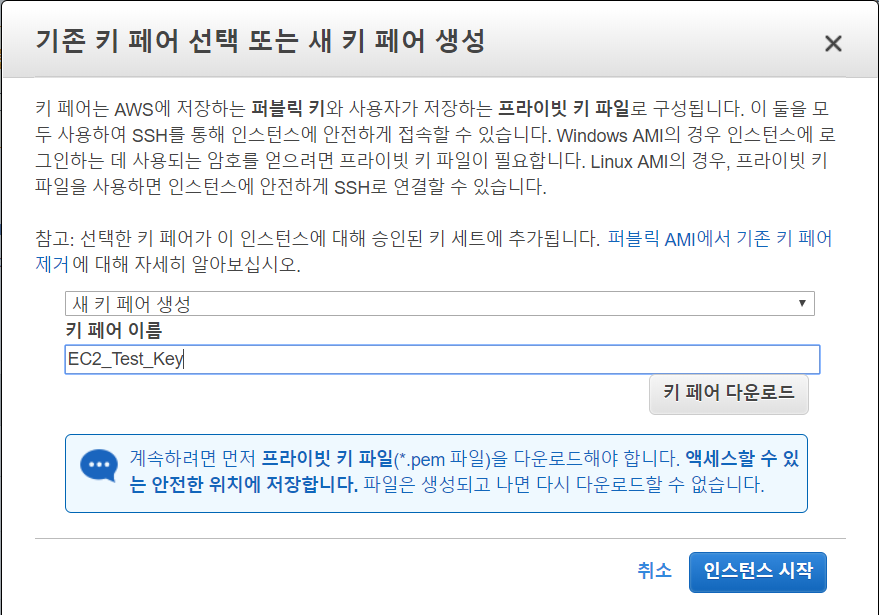 기존 키 페어 선택 또는 새 키 페어 생성
키 페어는 AWS에 저장하는 퍼블릭 키와 사용자가 저장하는 프라이빗 키 파일로 구성됩니다. 이 둘을 모
두 사용하여 SSH를 통해 인스턴스에 안전하게 접속할 수 있습니다. Windows AMI의 경우 인스턴스에 로
그인하는 데 사용되는 암호를 얻으려면 프라이빗 키 파일이 필요합니다. Linux AMI의 경우, 프라이빗 키
파일을 사용하면 인스턴스에 안전하게 SSH로 연결할 수 있습니다.
참고: 선택한 키 페어가 이 인스턴스에 대해 승인된 키 세트에 추가됩니다. 퍼블릭 AMI에서 기존 키 페어
제거에 대해 자세히 알아보십시오.
새 키 페어 생성
키 페어 이름
EC2_Test_Key
키 페어 다운로드
계속하려면 먼저 프라이빗 키 파일(*.pem 파일)을 다운로드해야 합니다. 액세스할 수 있
는 안전한 위치에 저장합니다. 파일은 생성되고 나면 다시 다운로드할 수 없습니다.
취소 인스턴스 시작